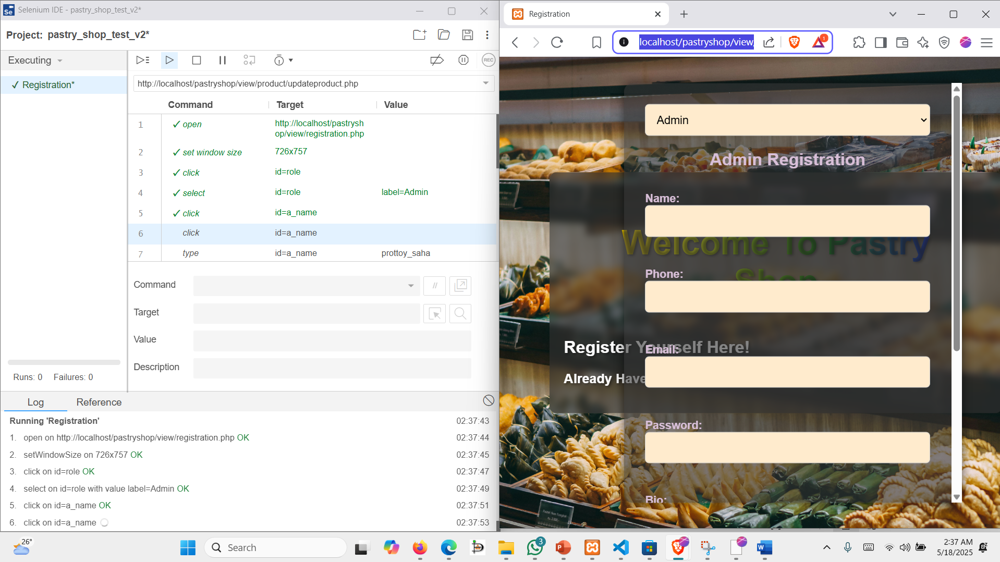 Selenium IDE - pastry_shop_test_v2*
Project: pastry_shop_test_v2*
Executing
✓ Registration*
Runs: 0 Failures: 0
REC
http://localhost/pastryshop/view/product/updateproduct.php
Command Target Value
1 ✓ open http://localhost/pastrysh
op/view/registration.php
2 ✓ set window size 726x757
3 ✓ click id=role
4 ✓ select id=role label=Admin
5 ✓ click id=a_name
6 click id=a_name
7 type id=a_name prottoy_saha
Command //
Target
Value
Description
Log Reference
Running 'Registration' 02:37:43
1. open on http://localhost/pastryshop/view/registration.php OK 02:37:44
2. setWindowSize on 726x757 OK 02:37:45
3. click on id=role OK 02:37:47
4. select on id=role with value label=Admin OK 02:37:49
5. click on id=a_name OK 02:37:51
6. click on id=a_name 02:37:53
Registration
localhost/pastryshop/view/
1
Admin
Admin Registration
Name:
Welcome To Pastry
Shop
Phone:
Register Yourself Here!
Email:
Already Have
Password:
Bio:
26°
Search
3
2:37 AM
5/18/2025